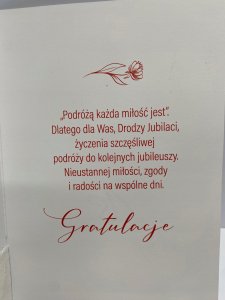 „Podróżą każda miłość jest”.
Dlatego dla Was, Drodzy Jubilaci,
życzenia szczęśliwej
podróży do kolejnych jubileuszy.
Nieustannej miłości, zgody
i radości na wspólne dni.
Gratulacje